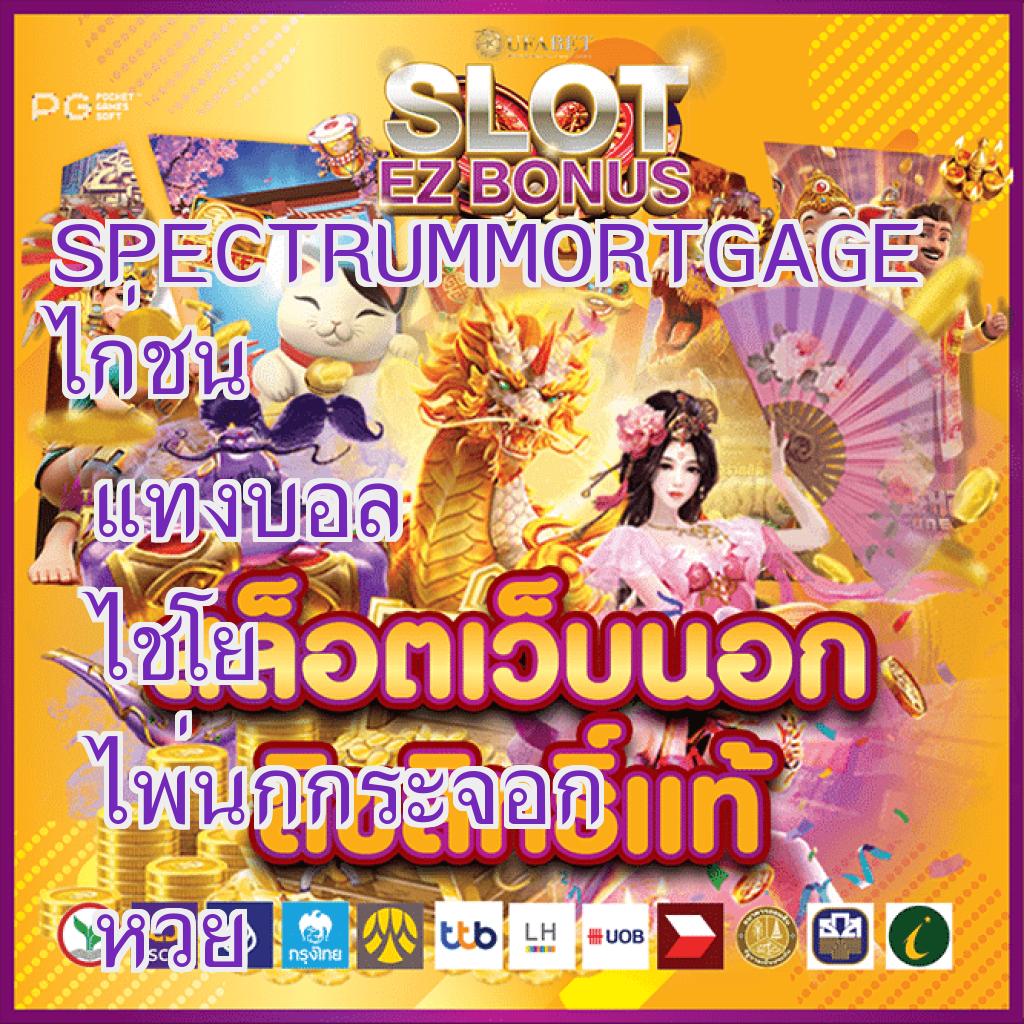 UFABET
PG POCKET GAMES SOFT
SLOT
EZ BONUS
SPECTRUMMORTGAGE
ไก่ชน
แทงบอล
ไชโย
สล็อตเว็บนอก
ไพ่นกกระจอก
ลิขสิทธิ์แท้
หวย
กรุงไทย
ttb
LH
UOB